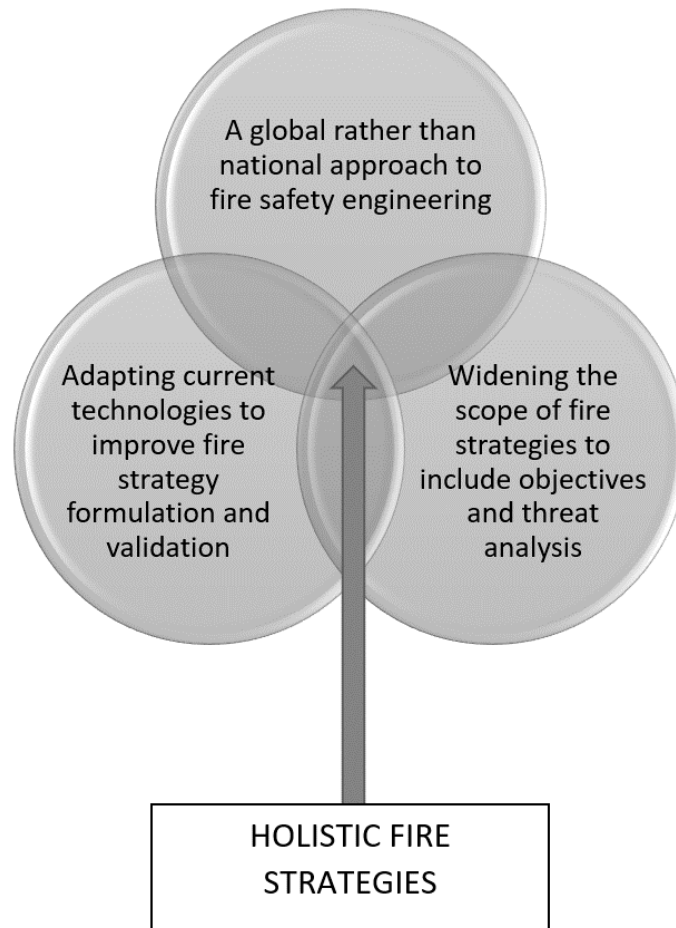 A global rather than
national approach to
fire safety engineering
Adapting current
technologies to
improve fire
strategy
formulation and
validation
Widening the
scope of fire
strategies to
include objectives
and threat
analysis
HOLISTIC FIRE
STRATEGIES